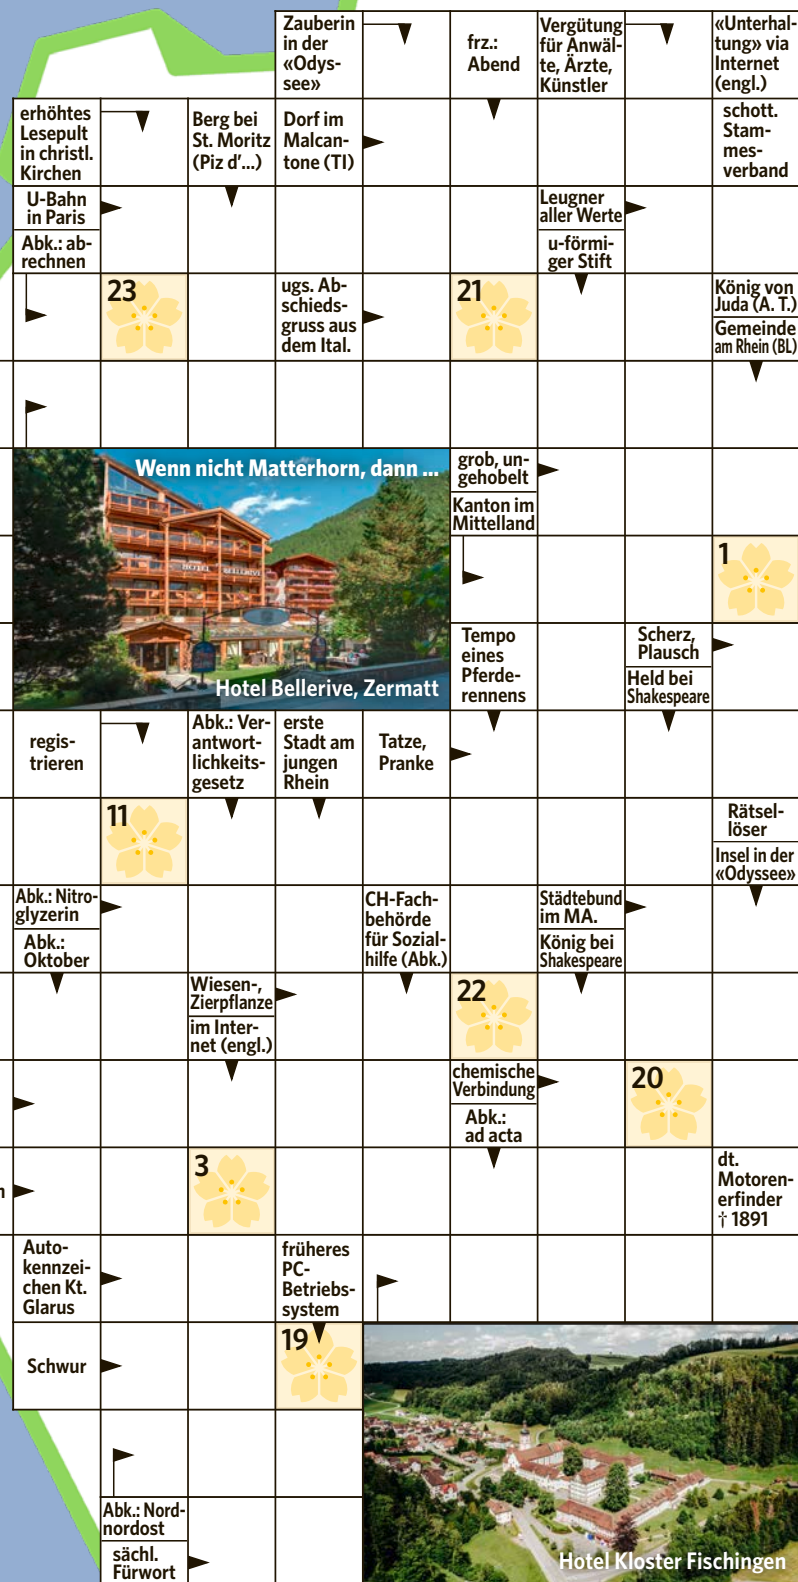 Zauberin
in der
«Odys-
see»
frz.:
Abend
Vergütung
für Anwäl-
te, Ärzte,
Künstler
«Unterhal-
tung» via
Internet
(engl.)
erhöhtes
Lesepult
in christl.
Kirchen
Berg bei
St. Moritz
(Piz d'...)
Dorf im
Malcan-
tone (TI)
schott.
Stam-
mes-
verband
U-Bahn
in Paris
Abk.: ab-
rechnen
Leugner
aller Werte
u-förmi-
ger Stift
23
ugs. Ab-
schieds-
gruss aus
dem Ital.
21
König von
Juda (A. T.)
Gemeinde
am Rhein (BL)
Wenn nicht Matterhorn, dann ...
HOTEL BELLERIVE
Hotel Bellerive, Zermatt
grob, un-
gehobelt
Kanton im
Mittelland
1
Tempo
eines
Pferde-
rennens
Scherz,
Plausch
Held bei
Shakespeare
regis-
trieren
Abk.: Ver-
antwort-
lichkeits-
gesetz
erste
Stadt am
jungen
Rhein
Tatze,
Pranke
11
Rätsel-
löser
Insel in der
«Odyssee»
Abk.: Nitro-
glyzerin
Abk.:
Oktober
CH-Fach-
behörde
für Sozial-
hilfe (Abk.)
Städtebund
im MA.
König bei
Shakespeare
Wiesen-,
Zierpflanze
im Inter-
net (engl.)
22
chemische
Verbindung
Abk.:
ad acta
20
n
3
dt.
Motoren-
erfinder
† 1891
Auto-
kennzei-
chen Kt.
Glarus
früheres
PC-
Betriebs-
system
Schwur
19
Abk.: Nord-
nordost
sächl.
Fürwort
Hotel Kloster Fischingen